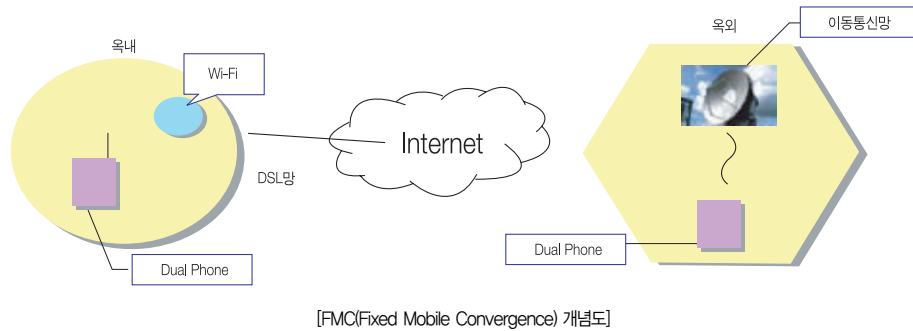 옥내
Wi-Fi
Dual Phone
DSL망
Internet
옥외
이동통신망
Dual Phone
[FMC(Fixed Mobile Convergence) 개념도]